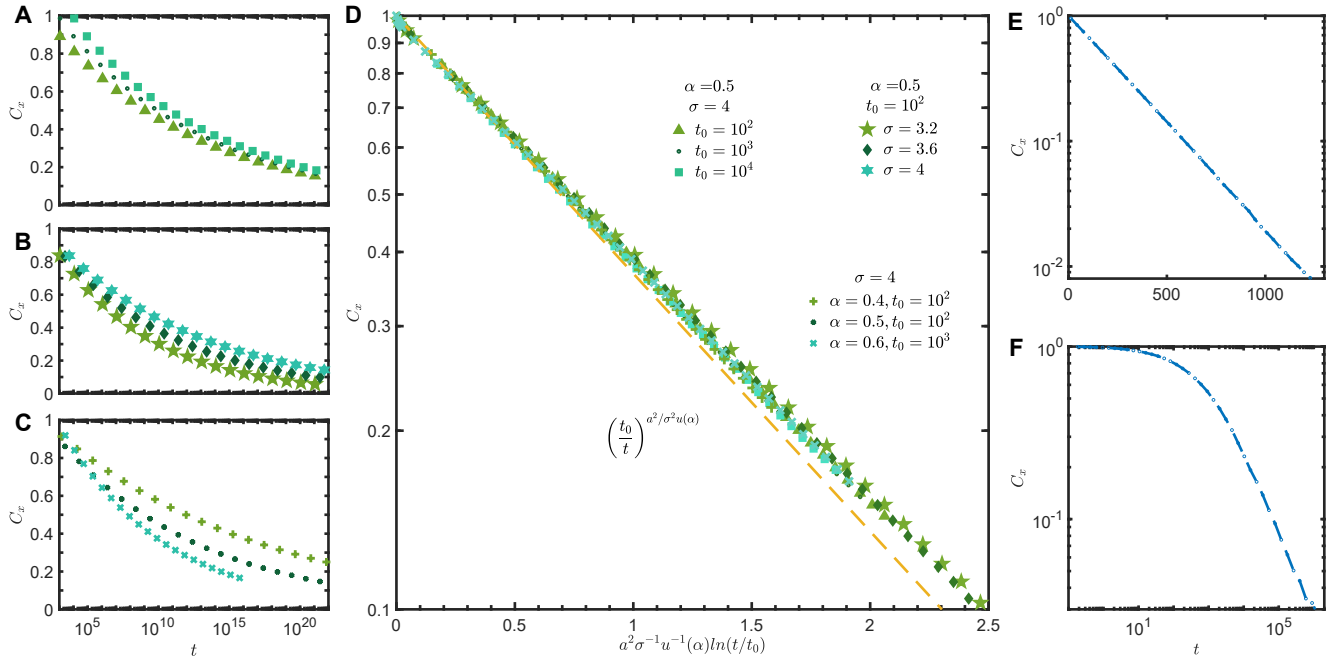 A
1
0.8
0.6
0.4
0.2
0
C_x
B
1
0.8
0.6
0.4
0.2
0
C_x
C
1
0.8
0.6
0.4
0.2
0
C_x
10^5
10^10
10^15
10^20
t
D
1
0.9
0.8
0.7
0.6
0.5
0.4
0.3
0.2
0.1
C_x
α =0.5
σ = 4
t_0 = 10^2
t_0 = 10^3
t_0 = 10^4
α =0.5
t_0 = 10^2
σ = 3.2
σ = 3.6
σ = 4
σ = 4
α = 0.4, t_0 = 10^2
α = 0.5, t_0 = 10^2
α = 0.6, t_0 = 10^3
(t_0/t)^{a^2/σ^2u(α)}
0
0.5
1.0
1.5
2.0
2.5
a^2σ^{-1}u^{-1}(α)ln(t/t_0)
E
10^0
10^{-1}
10^{-2}
C_x
0
500
1000
F
10^0
10^{-1}
C_x
10^1
10^3
10^5
t